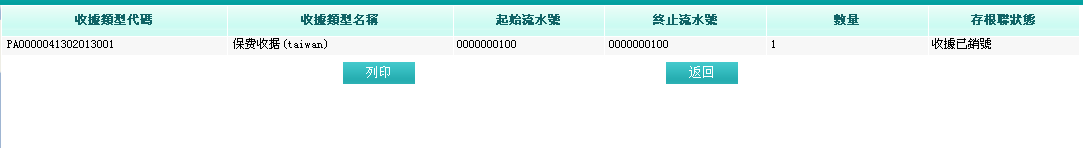 收據類型代碼 收據類型名稱 起始流水號 終止流水號 數量 存根聯狀態
PA0000041302013001 保费收据(taiwan) 0000000100 0000000100 1 收據已銷號
列印 返回